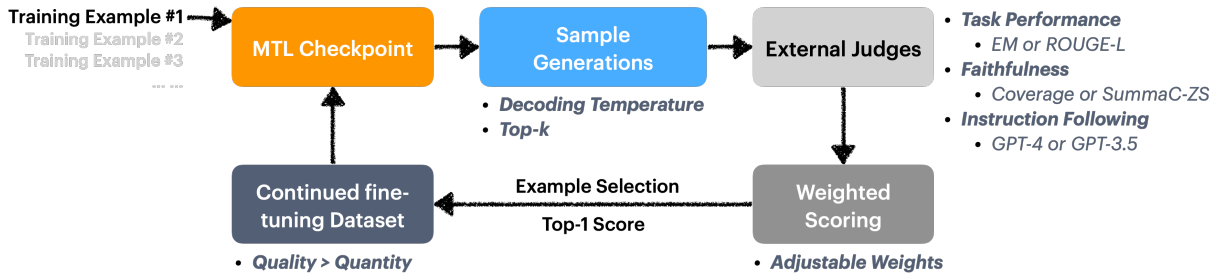 Training Example #1
Training Example #2
Training Example #3
... ...
MTL Checkpoint
Sample
Generations
• Decoding Temperature
• Top-k
External Judges
• Task Performance
• EM or ROUGE-L
• Faithfulness
• Coverage or SummaC-ZS
• Instruction Following
• GPT-4 or GPT-3.5
Weighted
Scoring
• Adjustable Weights
Example Selection
Top-1 Score
Continued fine-
tuning Dataset
• Quality > Quantity